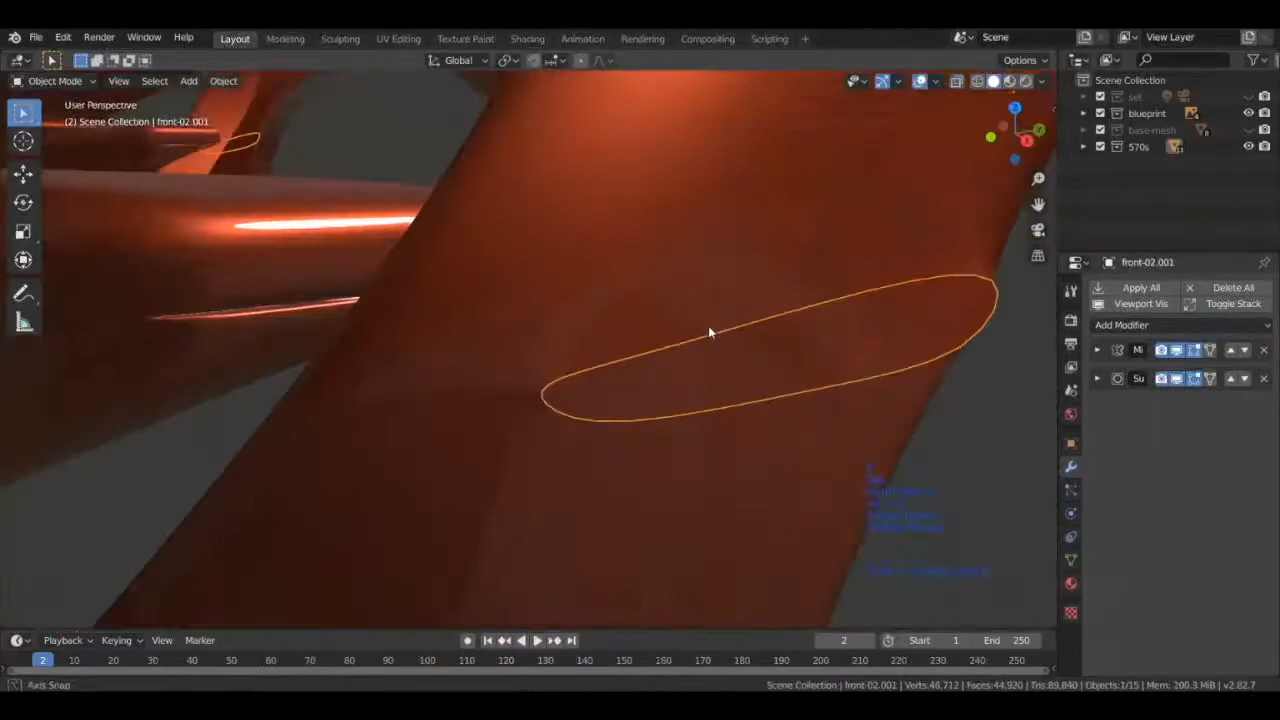 File Edit Render Window Help Layout Modeling Sculpting UV Editing Texture Paint Shading Animation Rendering Compositing Scripting + Scene View Layer
Global Options
Object Mode View Select Add Object
User Perspective
(2) Scene Collection | front-02.001
Z
Y
X
Scene Collection
set
blueprint
base-mesh
570s
front-02.001
Apply All Delete All
Viewport Vis Toggle Stack
Add Modifier
Mi
Su
Playback Keying View Marker 2 Start 1 End 250
2 10 20 30 40 50 60 70 80 90 100 110 120 130 140 150 160 170 180 190 200 210 220 230 240 250
Axis Snap Scene Collection | front-02.001 | Verts:46,712 | Faces:44,920 | Tris:89,840 | Objects:1/15 | Mem: 200.3 MiB | v2.82.7